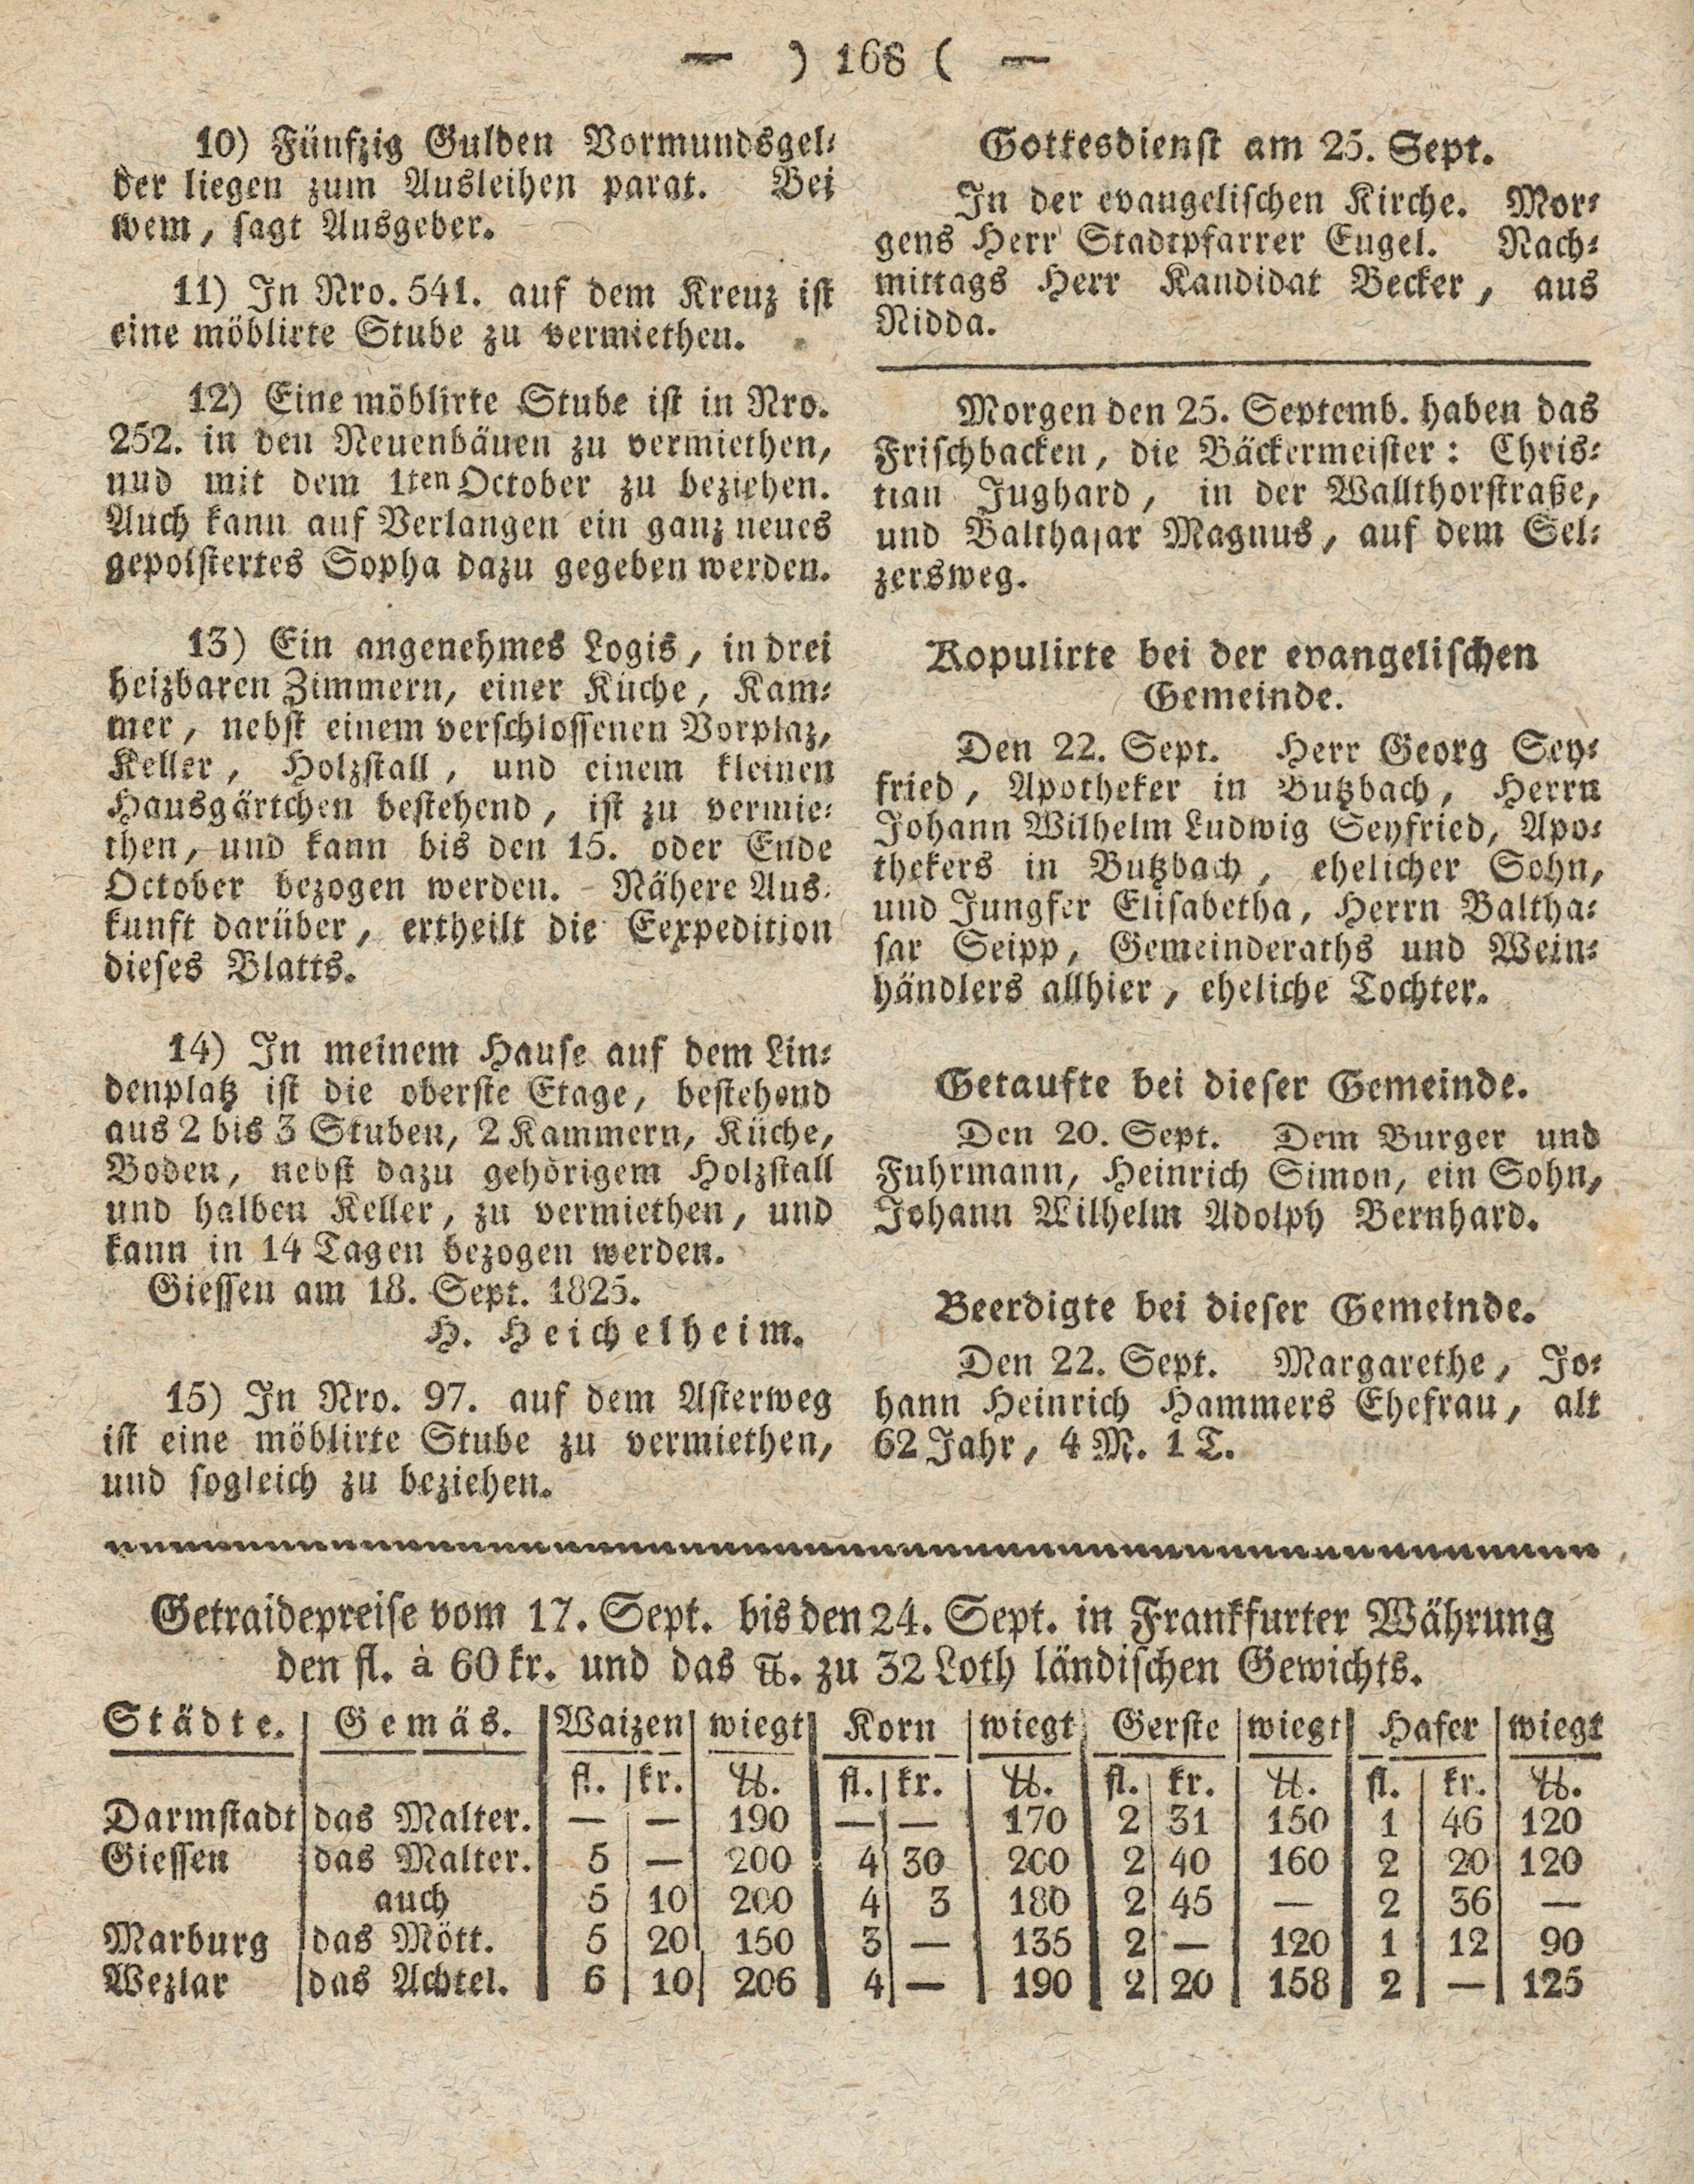 — ) 168 ( —
10) Fünfzig Gulden Vormundsgel⸗
der liegen zum Ausleihen parat. Bei
wem, sagt Ausgeber.
11) In Nro. 541. auf dem Kreuz ist
eine möblirte Stube zu vermiethen.
12) Eine möblirte Stube ist in Nro.
252. in den Neuenbäuen zu vermiethen,
und mit dem 1ten October zu beziehen.
Auch kann auf Verlangen ein ganz neues
gepolstertes Sopha dazu gegeben werden.
13) Ein angenehmes Logis, in drei
heizbaren Zimmern, einer Küche, Kam⸗
mer, nebst einem verschlossenen Vorplaz,
Keller, Holzstall, und einem kleinen
Hausgärtchen bestehend, ist zu vermie⸗
then, und kann bis den 15. oder Ende
October bezogen werden. Nähere Aus⸗
kunft darüber, ertheilt die Eexpedition
dieses Blatts.
14) In meinem Hause auf dem Lin⸗
denplatz ist die oberste Etage, bestehend
aus 2 bis 3 Stuben, 2 Kammern, Küche,
Boden, nebst dazu gehörigem Holzstall
und halben Keller, zu vermiethen, und
kann in 14 Tagen bezogen werden.
Giessen am 18. Sept. 1825.
H. Heichelheim.
15) In Nro. 97. auf dem Asterweg
ist eine möblirte Stube zu vermiethen,
und sogleich zu beziehen.
Gottesdienst am 25. Sept.
In der evangelischen Kirche. Mor⸗
gens Herr Stadtpfarrer Engel. Nach⸗
mittags Herr Kandidat Becker, aus
Nidda.
Morgen den 25. Septemb. haben das
Frischbacken, die Bäckermeister: Chris⸗
tian Jughard, in der Wallthorstraße,
und Balthasar Magnus, auf dem Sel⸗
zersweg.
Kopulirte bei der evangelischen
Gemeinde.
Den 22. Sept. Herr Georg Sey⸗
fried, Apotheker in Butzbach, Herrn
Johann Wilhelm Ludwig Seyfried, Apo⸗
thekers in Butzbach, ehelicher Sohn,
und Jungfer Elisabetha, Herrn Baltha⸗
sar Seipp, Gemeinderaths und Wein⸗
händlers allhier, eheliche Tochter.
Getaufte bei dieser Gemeinde.
Den 20. Sept. Dem Burger und
Fuhrmann, Heinrich Simon, ein Sohn,
Johann Wilhelm Adolph Bernhard.
Beerdigte bei dieser Gemeinde.
Den 22. Sept. Margarethe, Jo⸗
hann Heinrich Hammers Ehefrau, alt
62 Jahr, 4 M. 1 T.
Getraidepreise vom 17. Sept. bis den 24. Sept. in Frankfurter Währung
den fl. à 60 kr. und das ℔. zu 32 Loth ländischen Gewichts.
Städte. Gemäs. Waizen wiegt Korn wiegt Gerste wiegt Hafer wiegt
fl. kr. ℔. fl. kr. ℔. fl. kr. ℔. fl. kr. ℔.
Darmstadt das Malter. — — 190 — — 170 2 31 150 1 46 120
Giessen das Malter. 5 — 200 4 30 200 2 40 160 2 20 120
auch 5 10 200 4 3 180 2 45 — 2 36 —
Marburg das Mött. 5 20 150 3 — 135 2 — 120 1 12 90
Wezlar das Achtel. 6 10 206 4 — 190 2 20 158 2 — 125